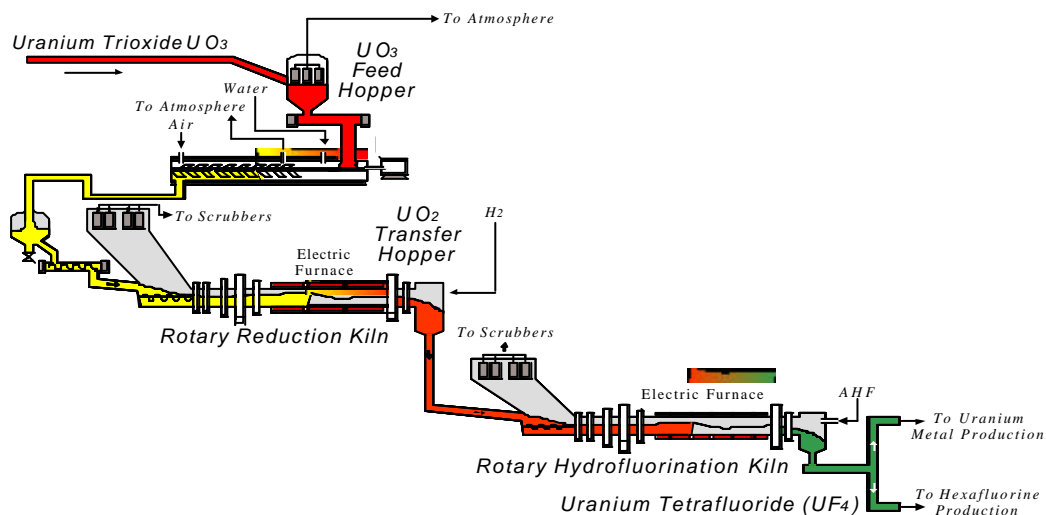 To Atmosphere
Uranium Trioxide UO3
UO3
Feed
Hopper
Water
To Atmosphere
Air
To Scrubbers
UO2
Transfer
Hopper
H2
Electric
Furnace
Rotary Reduction Kiln
To Scrubbers
Electric Furnace
AHF
To Uranium
Metal Production
Rotary Hydrofluorination Kiln
Uranium Tetrafluoride (UF4)
To Hexafluorine
Production